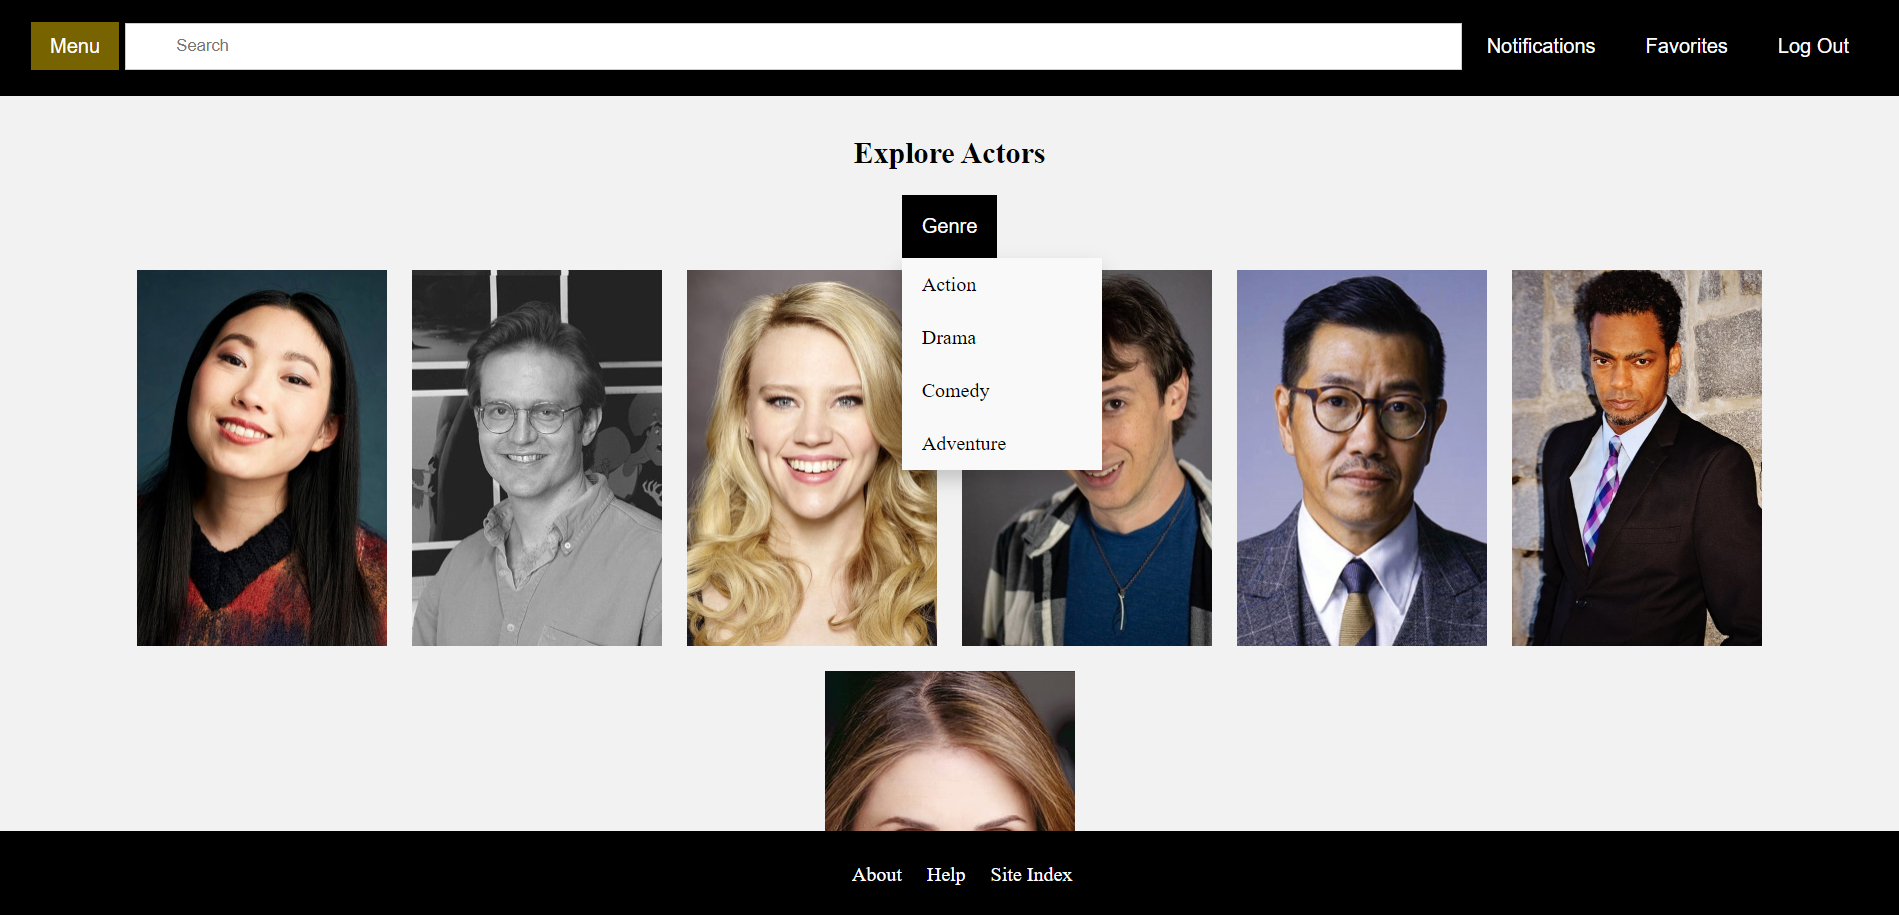 Menu Search Notifications Favorites Log Out
Explore Actors
Genre
Action
Drama
Comedy
Adventure
About Help Site Index